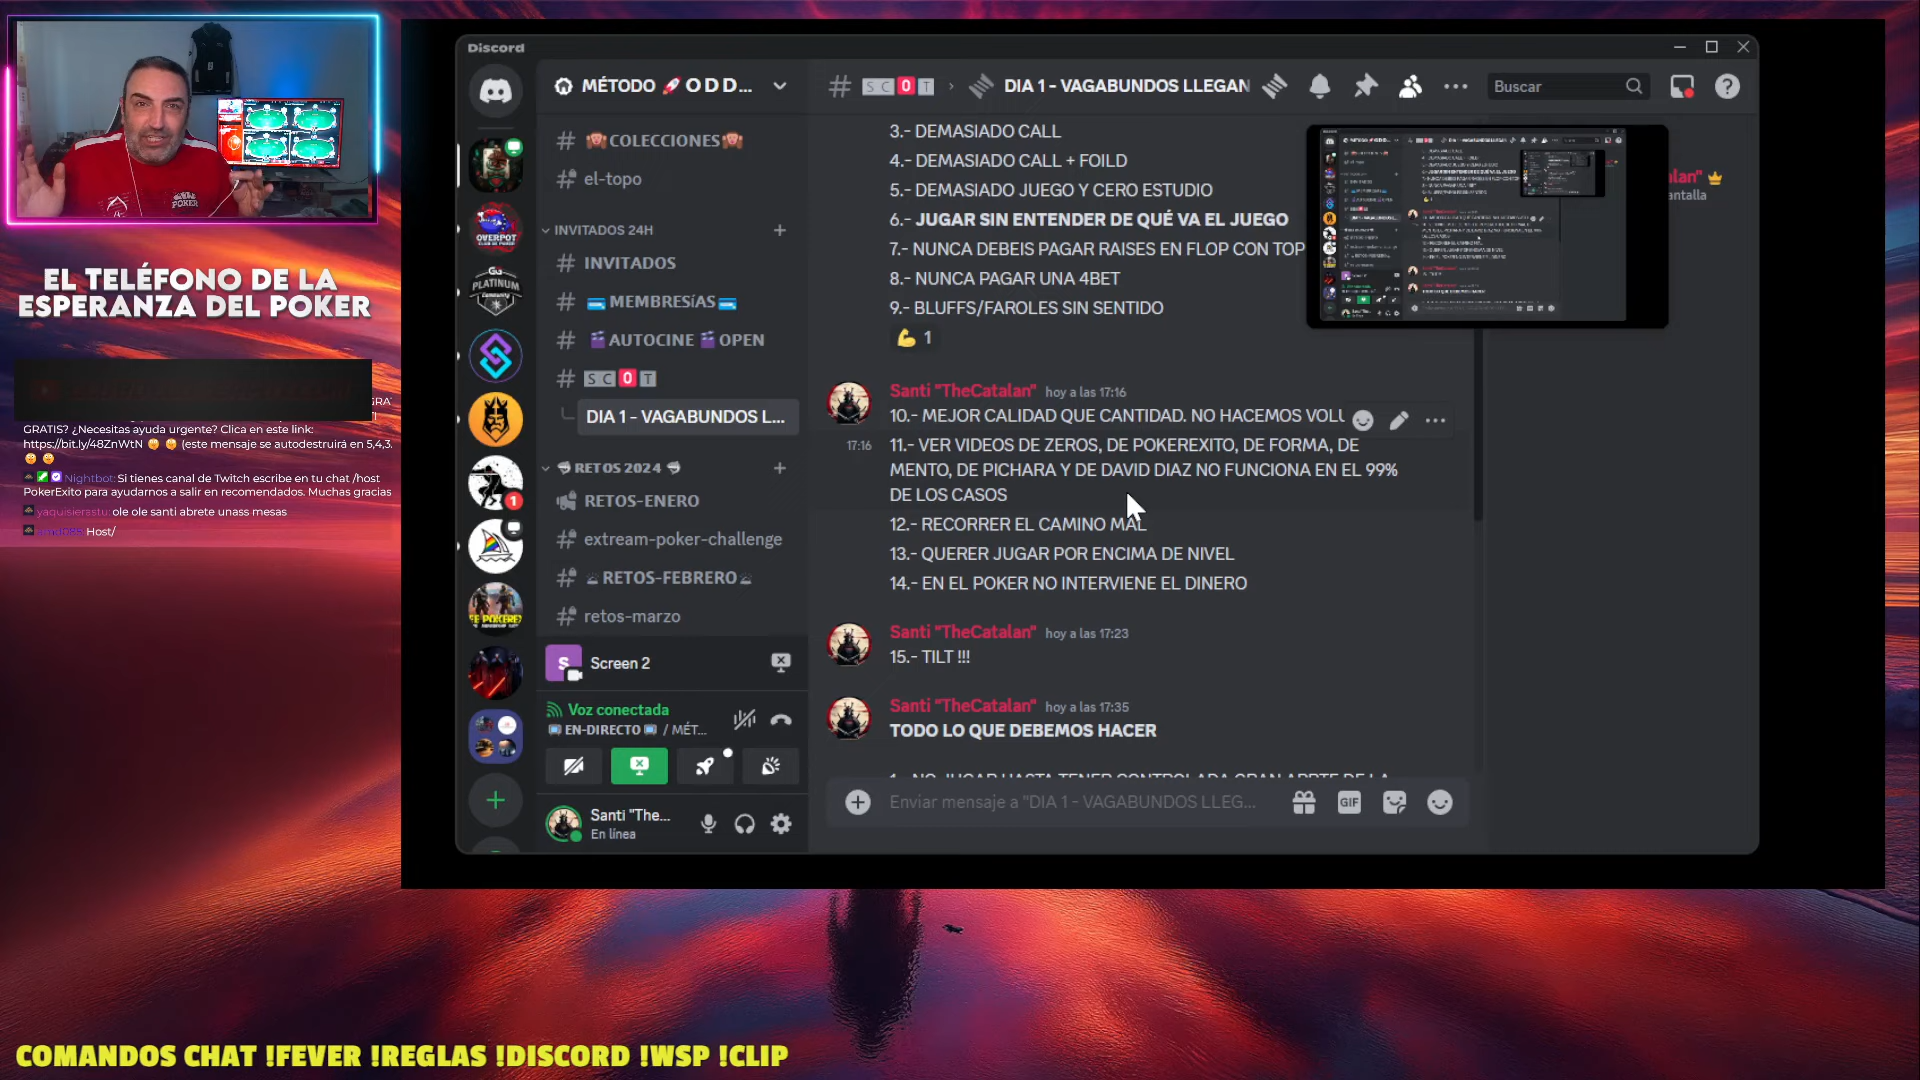 EL TELÉFONO DE LA
ESPERANZA DEL POKER
GRATIS? ¿Necesitas ayuda urgente? Clica en este link:
https://bit.ly/48ZnWtN (este mensaje se autodestruirá en 5,4,3.
Nightbot: Si tienes canal de Twitch escribe en tu chat /host
PokerExito para ayudarnos a salir en recomendados. Muchas gracias
yaquisierastu: ole ole santi abrete unass mesas
Host/
Discord
MÉTODO 🚀 O D D...
# 🙉COLECCIONES🙉
el-topo
INVITADOS 24H
# INVITADOS
# MEMBRESíAS
# AUTOCINE OPEN
# S C O T
DIA 1 - VAGABUNDOS L...
RETOS 2024
RETOS-ENERO
extream-poker-challenge
RETOS-FEBRERO
retos-marzo
S Screen 2
Voz conectada
EN-DIRECTO / MÉT...
Santi "The...
En línea
OVERPOT
CLUB DE POKER
PLATINUM
Community
1
# S C O T › DIA 1 - VAGABUNDOS LLEGAN
Buscar
3.- DEMASIADO CALL
4.- DEMASIADO CALL + FOILD
5.- DEMASIADO JUEGO Y CERO ESTUDIO
6.- JUGAR SIN ENTENDER DE QUÉ VA EL JUEGO
7.- NUNCA DEBEIS PAGAR RAISES EN FLOP CON TOP
8.- NUNCA PAGAR UNA 4BET
9.- BLUFFS/FAROLES SIN SENTIDO
💪 1
Santi "TheCatalan" hoy a las 17:16
10.- MEJOR CALIDAD QUE CANTIDAD. NO HACEMOS VOLU
17:16 11.- VER VIDEOS DE ZEROS, DE POKEREXITO, DE FORMA, DE
MENTO, DE PICHARA Y DE DAVID DIAZ NO FUNCIONA EN EL 99%
DE LOS CASOS
12.- RECORRER EL CAMINO MAL
13.- QUERER JUGAR POR ENCIMA DE NIVEL
14.- EN EL POKER NO INTERVIENE EL DINERO
Santi "TheCatalan" hoy a las 17:23
15.- TILT !!!
Santi "TheCatalan" hoy a las 17:35
TODO LO QUE DEBEMOS HACER
Enviar mensaje a "DIA 1 - VAGABUNDOS LLEG...
GIF
alan"
antalla
COMANDOS CHAT !FEVER !REGLAS !DISCORD !WSP !CLIP